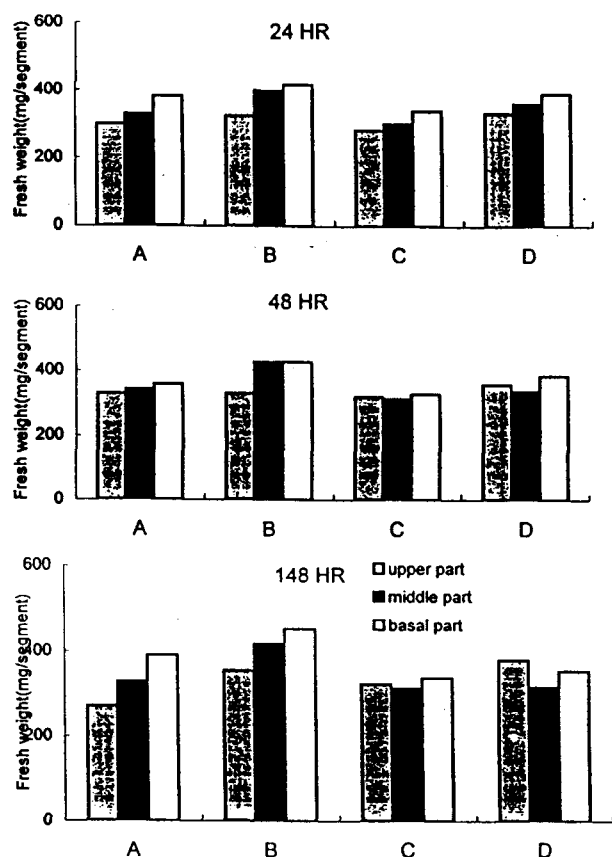 24 HR
Fresh weight(mg/segment)
600
400
200
0
A B C D
48 HR
Fresh weight(mg/segment)
600
400
200
0
A B C D
148 HR
Fresh weight(mg/segment)
600
400
200
0
upper part
middle part
basal part
A B C D